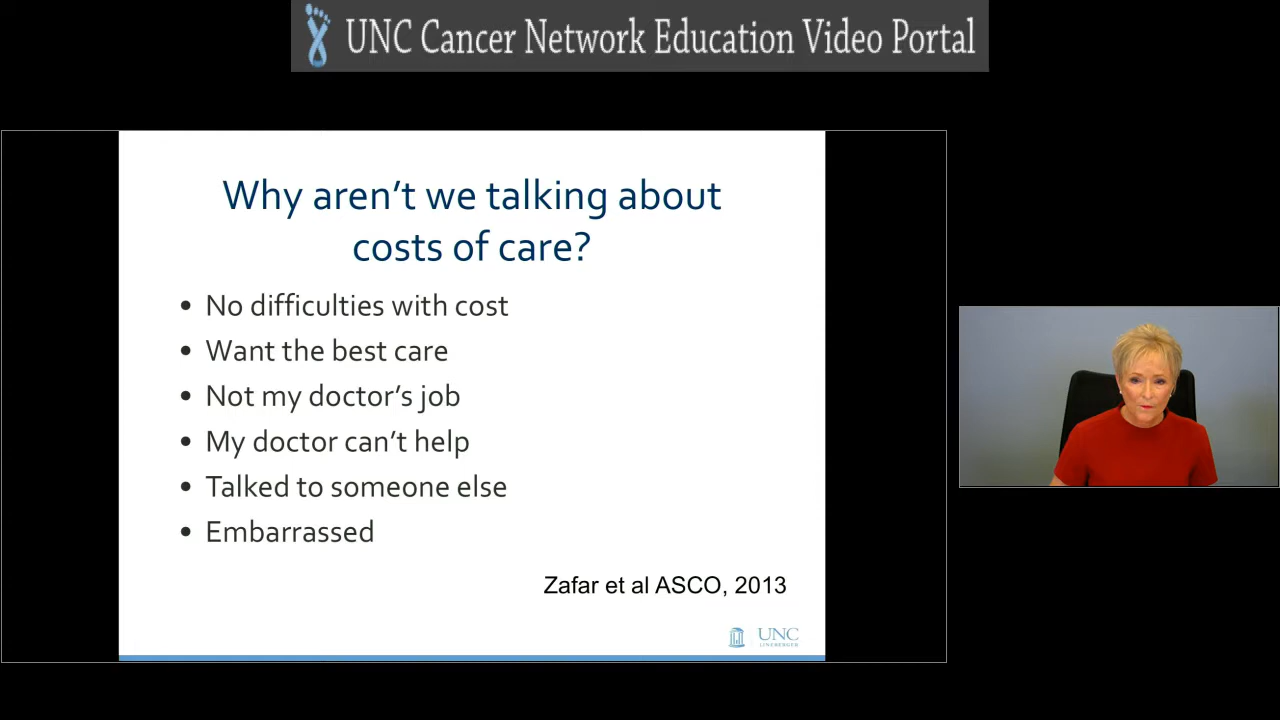 UNC Cancer Network Education Video Portal
Why aren't we talking about
costs of care?
• No difficulties with cost
• Want the best care
• Not my doctor's job
• My doctor can't help
• Talked to someone else
• Embarrassed
Zafar et al ASCO, 2013
UNC
LINEBERGER